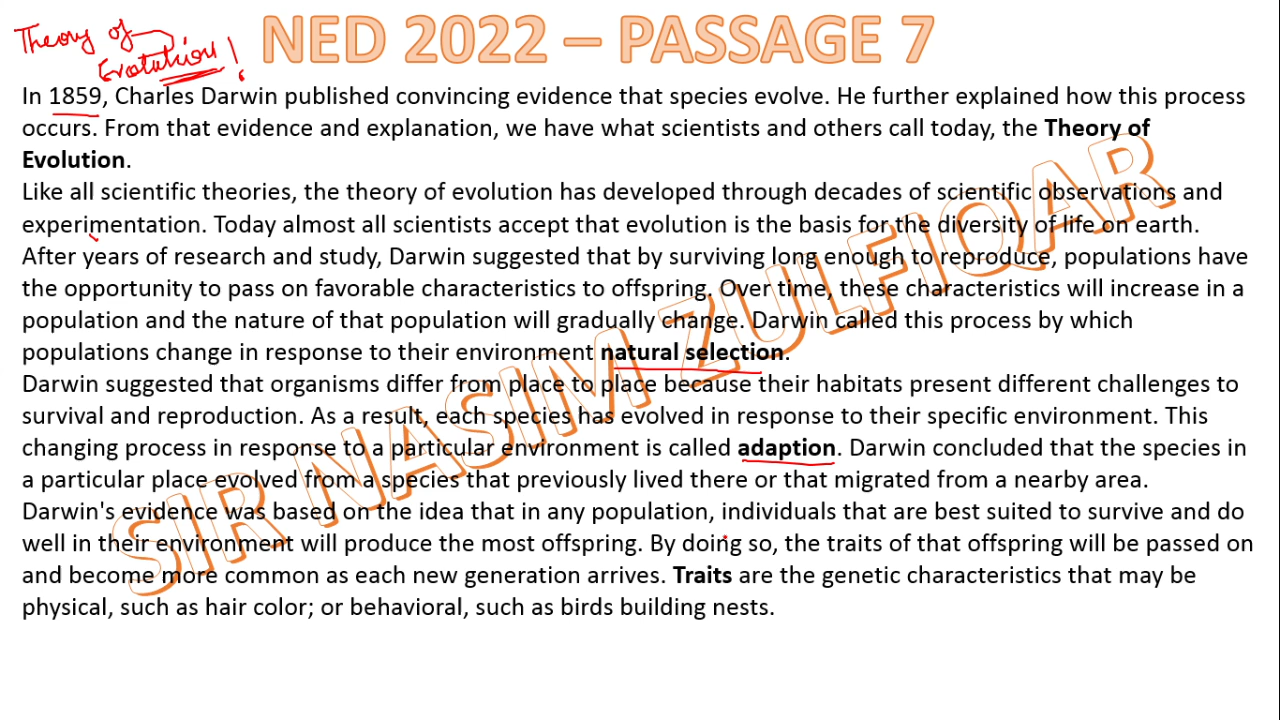 Theory of
Evolution!
NED 2022 – PASSAGE 7
In 1859, Charles Darwin published convincing evidence that species evolve. He further explained how this process
occurs. From that evidence and explanation, we have what scientists and others call today, the Theory of
Evolution.
Like all scientific theories, the theory of evolution has developed through decades of scientific observations and
experimentation. Today almost all scientists accept that evolution is the basis for the diversity of life on earth.
After years of research and study, Darwin suggested that by surviving long enough to reproduce, populations have
the opportunity to pass on favorable characteristics to offspring. Over time, these characteristics will increase in a
population and the nature of that population will gradually change. Darwin called this process by which
populations change in response to their environment natural selection.
Darwin suggested that organisms differ from place to place because their habitats present different challenges to
survival and reproduction. As a result, each species has evolved in response to their specific environment. This
changing process in response to a particular environment is called adaption. Darwin concluded that the species in
a particular place evolved from a species that previously lived there or that migrated from a nearby area.
Darwin's evidence was based on the idea that in any population, individuals that are best suited to survive and do
well in their environment will produce the most offspring. By doing so, the traits of that offspring will be passed on
and become more common as each new generation arrives. Traits are the genetic characteristics that may be
physical, such as hair color; or behavioral, such as birds building nests.
SIR NASIM ZULFIQAR